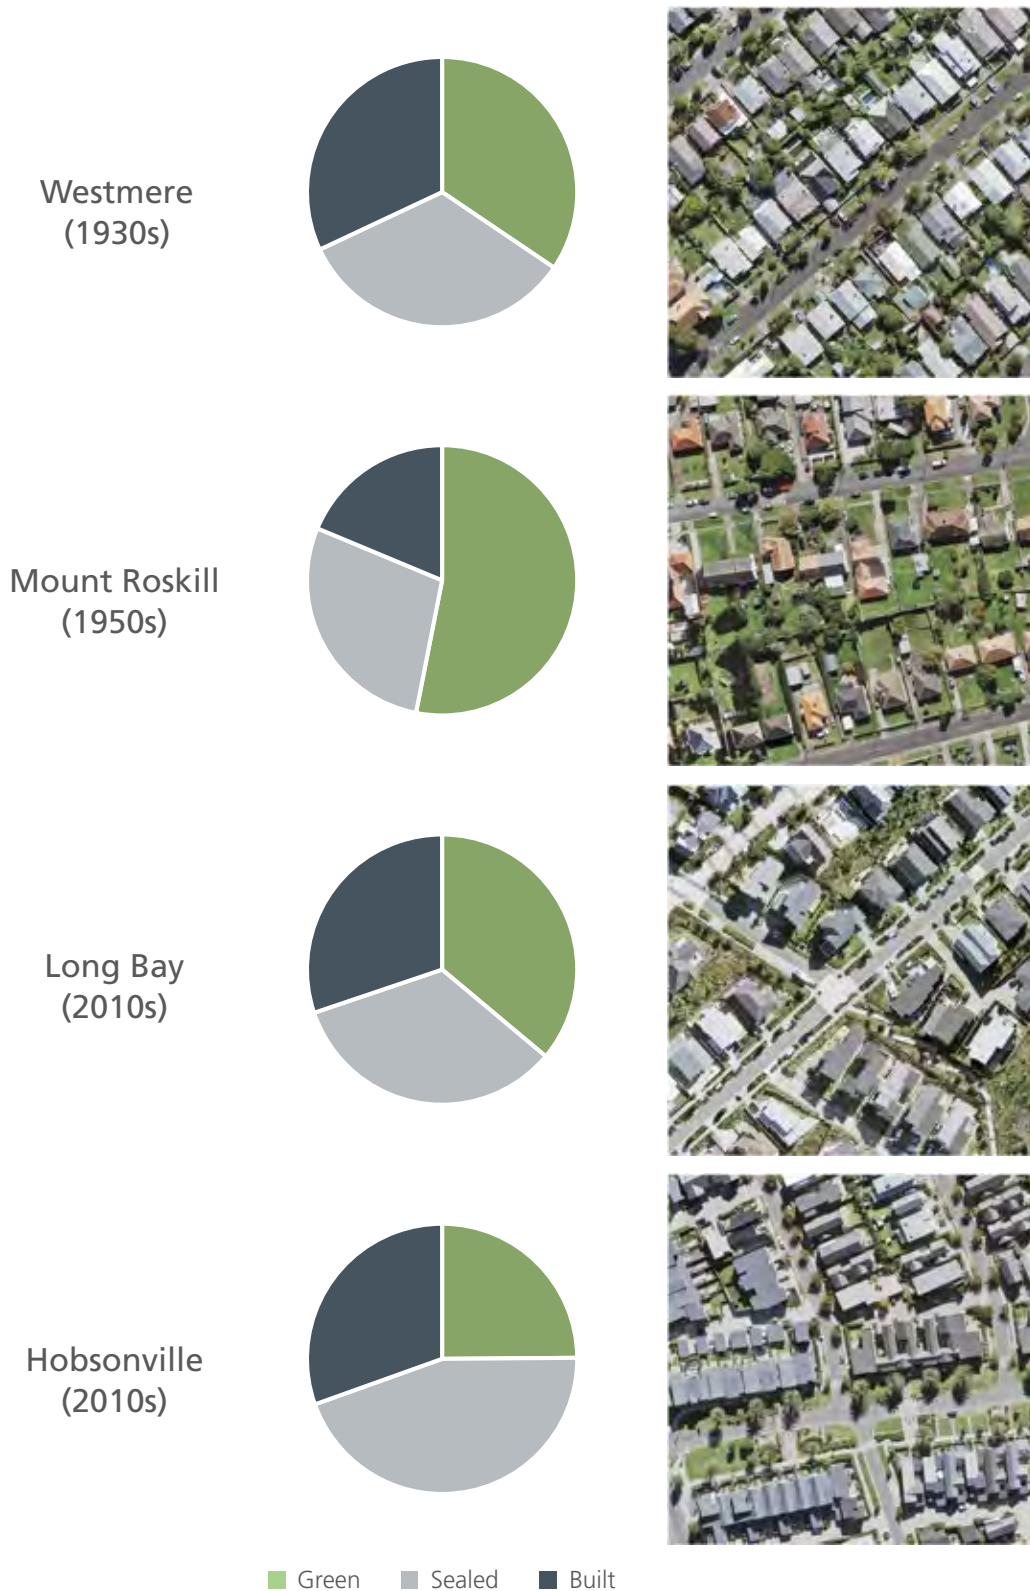 Westmere
(1930s)
Mount Roskill
(1950s)
Long Bay
(2010s)
Hobsonville
(2010s)
Green Sealed Built